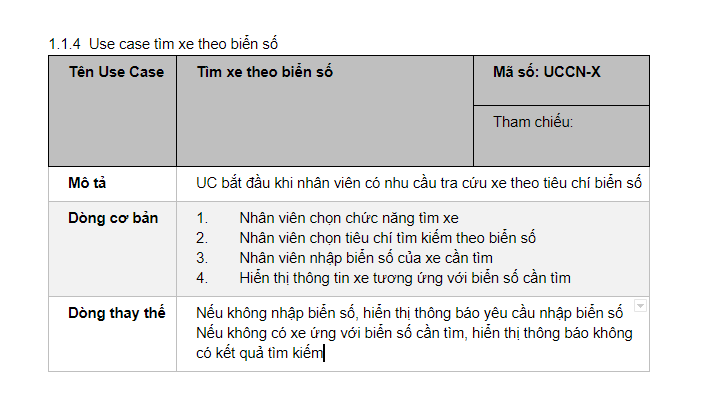 1.1.4 Use case tìm xe theo biển số
Tên Use Case
Tìm xe theo biển số
Mã số: UCCN-X
Tham chiếu:
Mô tả
UC bắt đầu khi nhân viên có nhu cầu tra cứu xe theo tiêu chí biển số
Dòng cơ bản
1. Nhân viên chọn chức năng tìm xe
2. Nhân viên chọn tiêu chí tìm kiếm theo biển số
3. Nhân viên nhập biển số của xe cần tìm
4. Hiển thị thông tin xe tương ứng với biển số cần tìm
Dòng thay thế
Nếu không nhập biển số, hiển thị thông báo yêu cầu nhập biển số
Nếu không có xe ứng với biển số cần tìm, hiển thị thông báo không
có kết quả tìm kiếm